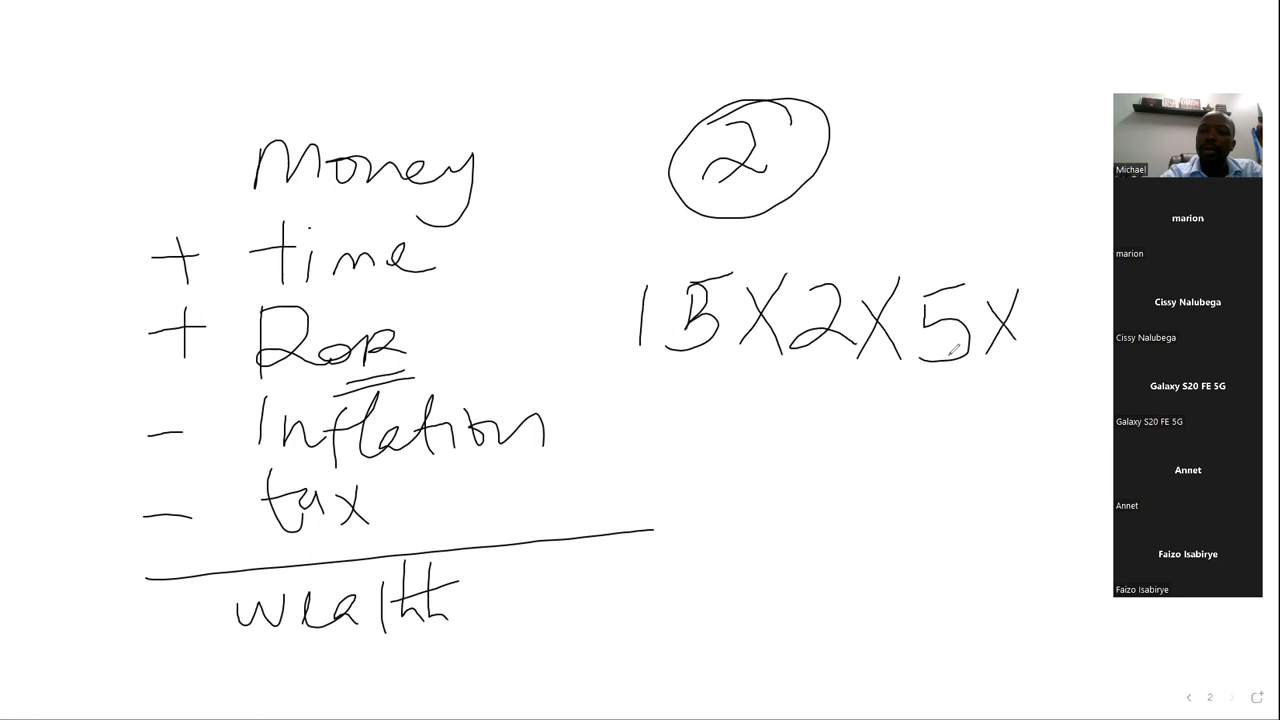 Money
+ time
+ ROR
- Inflation
- tax
wealth
2
15X2X5X
Michael
marion
marion
Cissy Nalubega
Cissy Nalubega
Galaxy S20 FE 5G
Galaxy S20 FE 5G
Annet
Annet
Faizo Isabirye
Faizo Isabirye
2